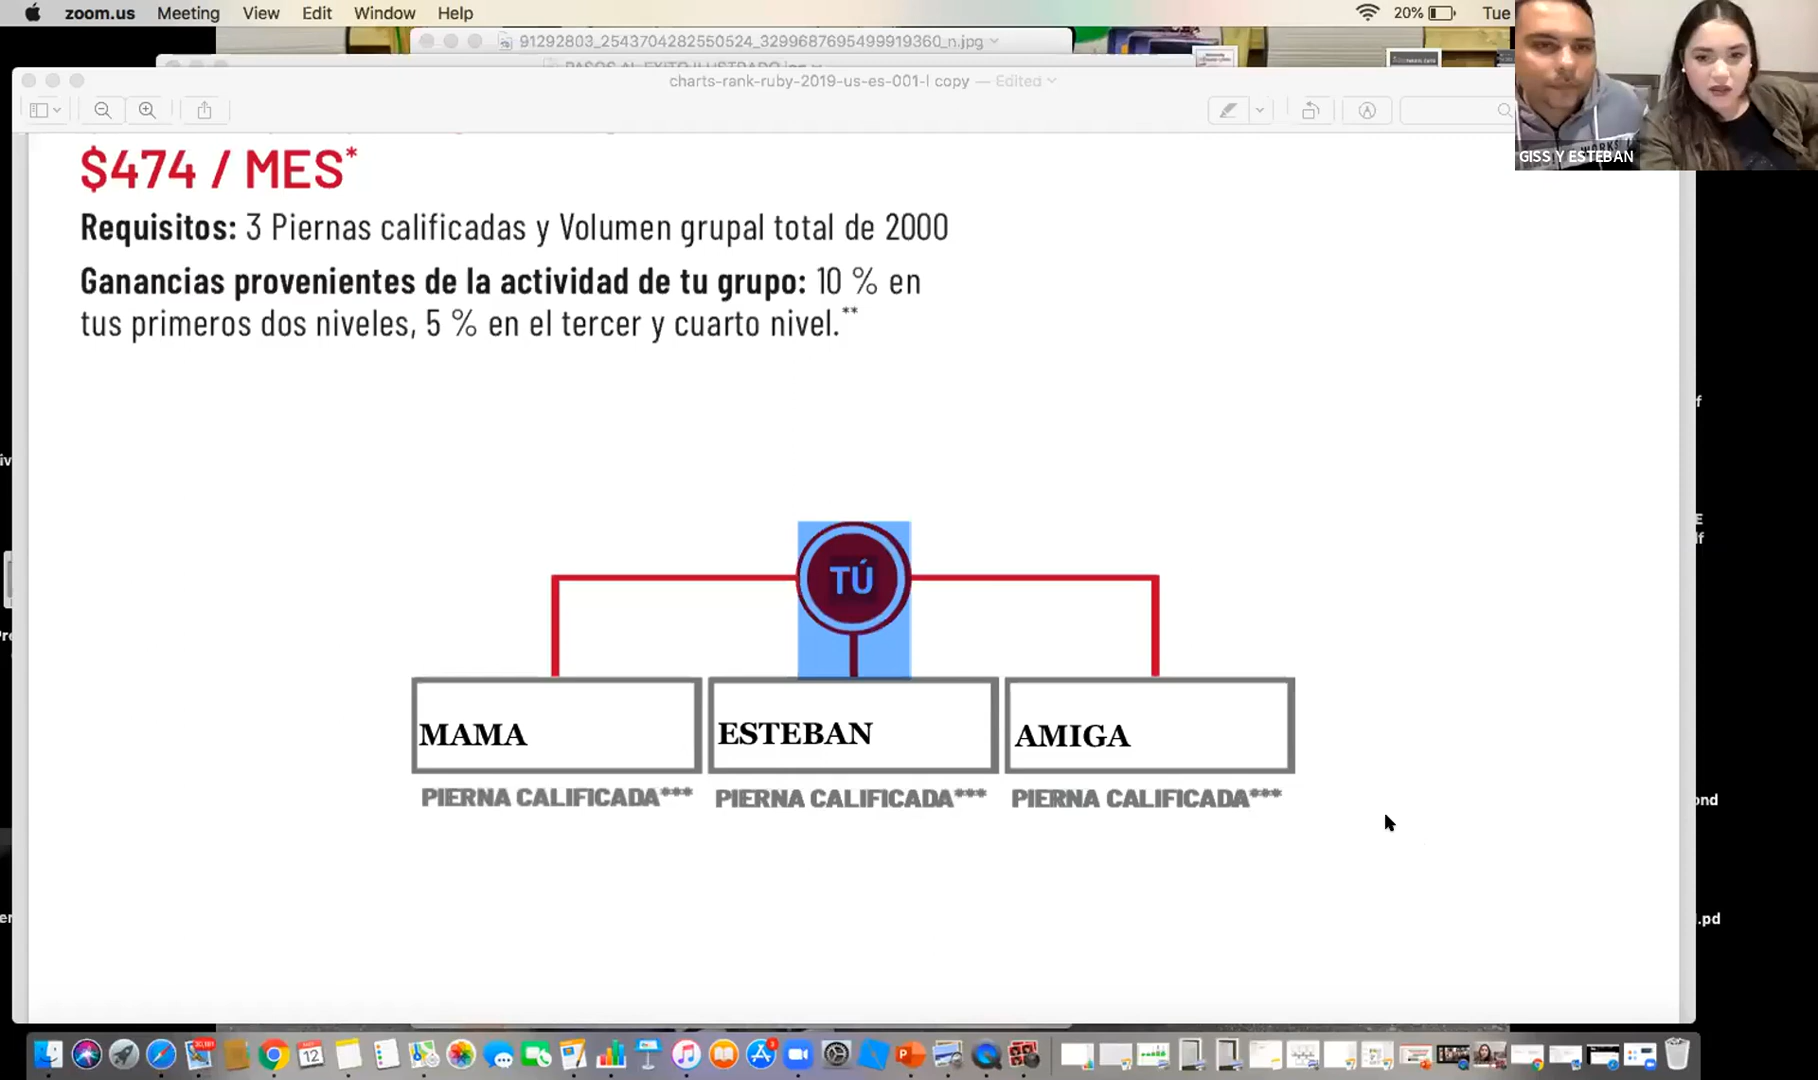 zoom.us Meeting View Edit Window Help 20% Tue
91292803_2543704282550524_3299687695499919360_n.jpg
charts-rank-ruby-2019-us-es-001-l copy — Edited
GISS Y ESTEBAN
$474 / MES*
Requisitos: 3 Piernas calificadas y Volumen grupal total de 2000
Ganancias provenientes de la actividad de tu grupo: 10 % en
tus primeros dos niveles, 5 % en el tercer y cuarto nivel.**
TÚ
MAMA ESTEBAN AMIGA
PIERNA CALIFICADA*** PIERNA CALIFICADA*** PIERNA CALIFICADA***
.pd
12